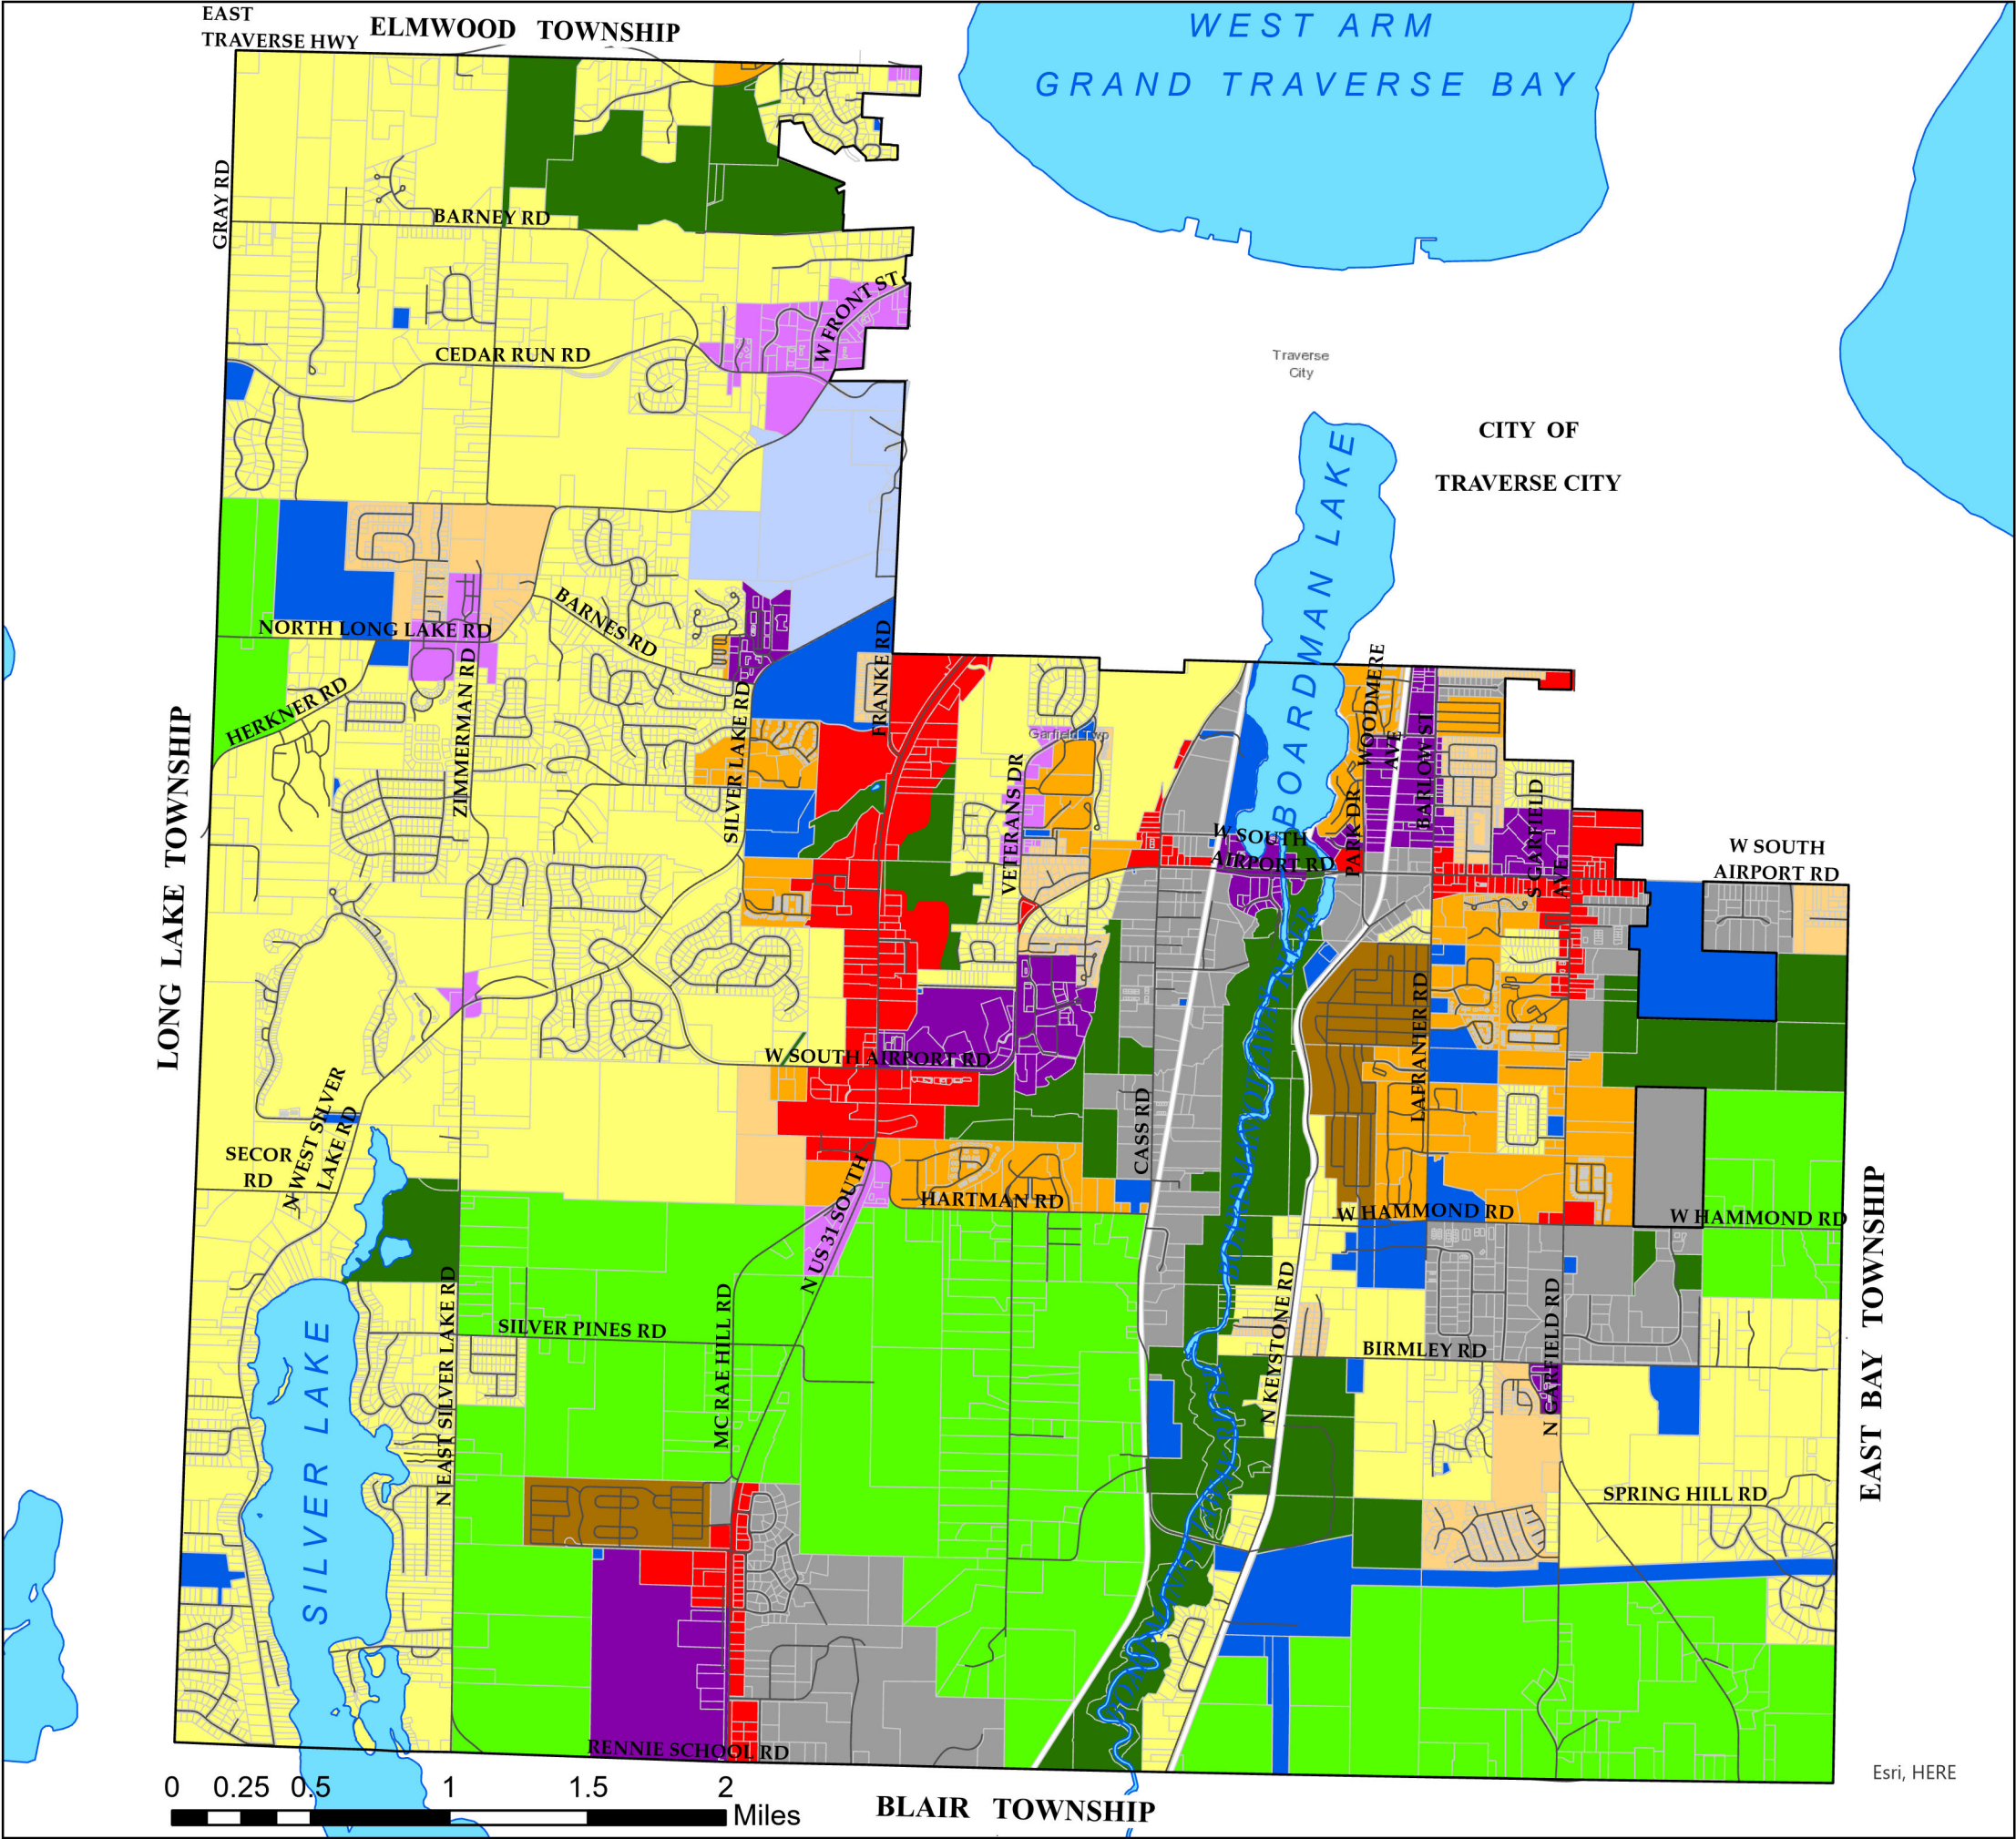 EAST
TRAVERSE HWY
ELMWOOD TOWNSHIP
WEST ARM
GRAND TRAVERSE BAY
GRAY RD
BARNEY RD
W FRONT ST
CEDAR RUN RD
Traverse
City
CITY OF
TRAVERSE CITY
BOARDMAN LAKE
BARNES RD
NORTH LONG LAKE RD
ZIMMERMAN RD
HERKNER RD
FRANKE RD
SILVER LAKE RD
Garfield Twp
VETERANS DR
WOODMERE
AVE
BARLOW ST
PARK DR
S GARFIELD
AVE
W SOUTH
AIRPORT RD
W SOUTH
AIRPORT RD
LONG LAKE TOWNSHIP
W SOUTH AIRPORT RD
LAFRANIER RD
CASS RD
N WEST SILVER
LAKE RD
SECOR
RD
HARTMAN RD
N US 31 SOUTH
W HAMMOND RD
W HAMMOND RD
EAST BAY TOWNSHIP
SILVER LAKE
N EAST SILVER LAKE RD
SILVER PINES RD
MC RAE HILL RD
N KEYSTONE RD
BIRMLEY RD
N GARFIELD RD
SPRING HILL RD
RENNIE SCHOOL RD
0 0.25 0.5 1 1.5 2
Miles
BLAIR TOWNSHIP
Esri, HERE